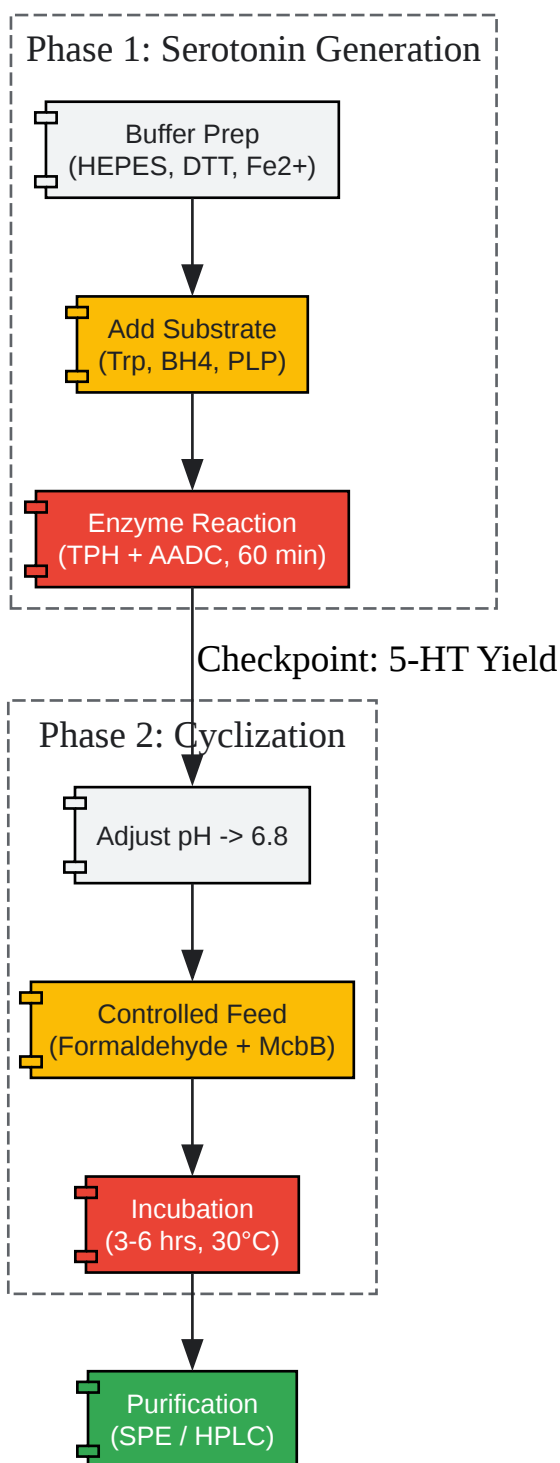 Phase 1: Serotonin Generation
Buffer Prep
(HEPES, DTT, Fe2+)
Add Substrate
(Trp, BH4, PLP)
Enzyme Reaction
(TPH + AADC, 60 min)
Checkpoint: 5-HT Yield
Phase 2: Cyclization
Adjust pH -> 6.8
Controlled Feed
(Formaldehyde + McbB)
Incubation
(3-6 hrs, 30°C)
Purification
(SPE / HPLC)